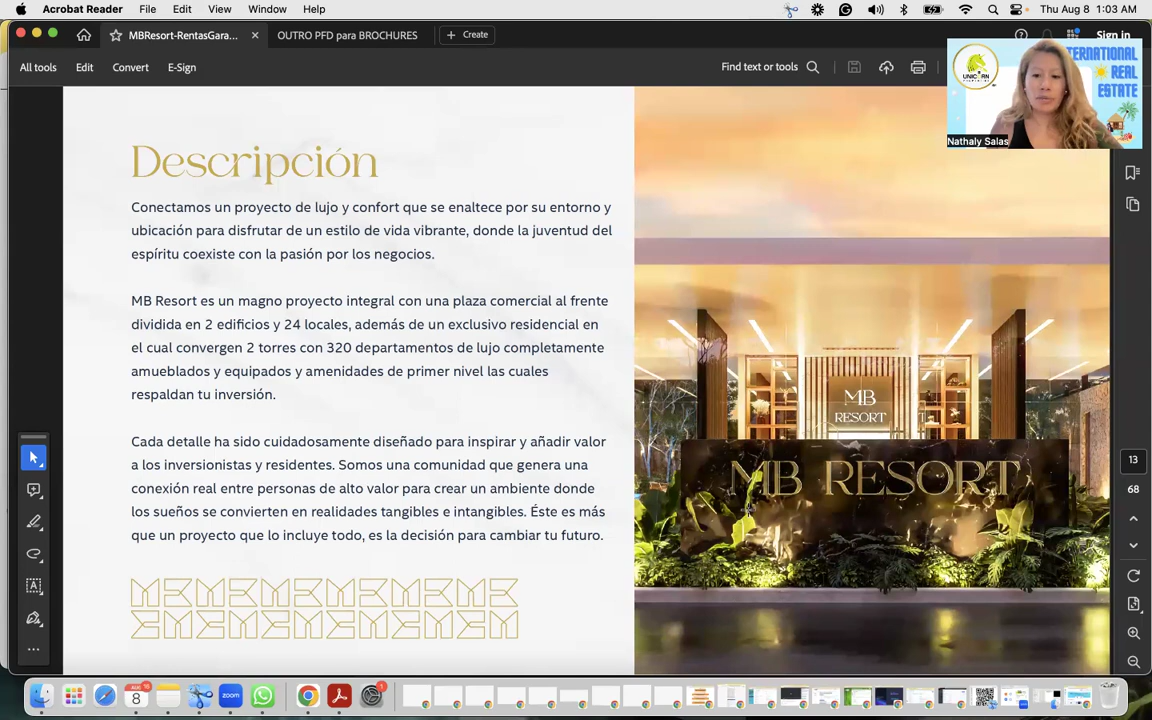 Acrobat Reader File Edit View Window Help Thu Aug 8 1:03 AM
MBResort-RentasGara... OUTRO PFD para BROCHURES Create Sign in
All tools Edit Convert E-Sign Find text or tools
UNICORN
TERNATIONAL
REAL
ESTATE
Nathaly Salas
Descripción
Conectamos un proyecto de lujo y confort que se enaltece por su entorno y
ubicación para disfrutar de un estilo de vida vibrante, donde la juventud del
espíritu coexiste con la pasión por los negocios.
MB Resort es un magno proyecto integral con una plaza comercial al frente
dividida en 2 edificios y 24 locales, además de un exclusivo residencial en
el cual convergen 2 torres con 320 departamentos de lujo completamente
amueblados y equipados y amenidades de primer nivel las cuales
respaldan tu inversión.
Cada detalle ha sido cuidadosamente diseñado para inspirar y añadir valor
a los inversionistas y residentes. Somos una comunidad que genera una
conexión real entre personas de alto valor para crear un ambiente donde
los sueños se convierten en realidades tangibles e intangibles. Éste es más
que un proyecto que lo incluye todo, es la decisión para cambiar tu futuro.
MB
RESORT
MB RESORT
13
68
AUG
8
zoom
1